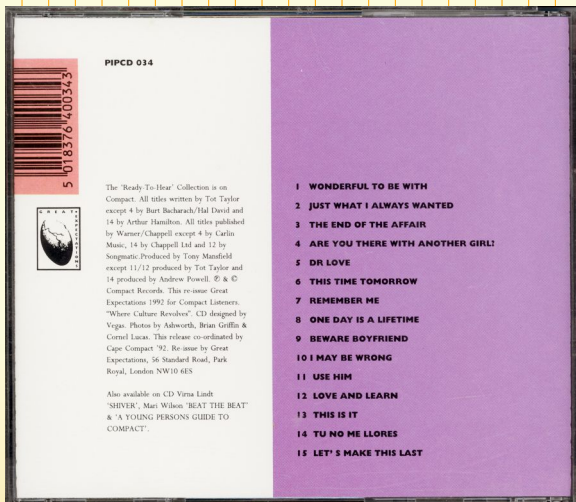 PIPCD 034
5 018376 400343
GREAT EXPECTATIONS
The 'Ready-To-Hear' Collection is on
Compact. All titles written by Tot Taylor
except 4 by Burt Bacharach/Hal David and
14 by Arthur Hamilton. All titles published
by Warner/Chappell except 4 by Carlin
Music, 14 by Chappell Ltd and 12 by
Songmatic.Produced by Tony Mansfield
except 11/12 produced by Tot Taylor and
14 produced by Andrew Powell. ℗ & ©
Compact Records. This re-issue Great
Expectations 1992 for Compact Listeners.
"Where Culture Revolves". CD designed by
Vegas. Photos by Ashworth, Brian Griffin &
Cornel Lucas. This release co-ordinated by
Cape Compact '92. Re-issue by Great
Expectations, 56 Standard Road, Park
Royal, London NW10 6ES
Also available on CD Virna Lindt
'SHIVER', Mari Wilson 'BEAT THE BEAT'
& 'A YOUNG PERSONS GUIDE TO
COMPACT'.
1 WONDERFUL TO BE WITH
2 JUST WHAT I ALWAYS WANTED
3 THE END OF THE AFFAIR
4 ARE YOU THERE WITH ANOTHER GIRL?
5 DR LOVE
6 THIS TIME TOMORROW
7 REMEMBER ME
8 ONE DAY IS A LIFETIME
9 BEWARE BOYFRIEND
10 I MAY BE WRONG
11 USE HIM
12 LOVE AND LEARN
13 THIS IS IT
14 TU NO ME LLORES
15 LET' S MAKE THIS LAST